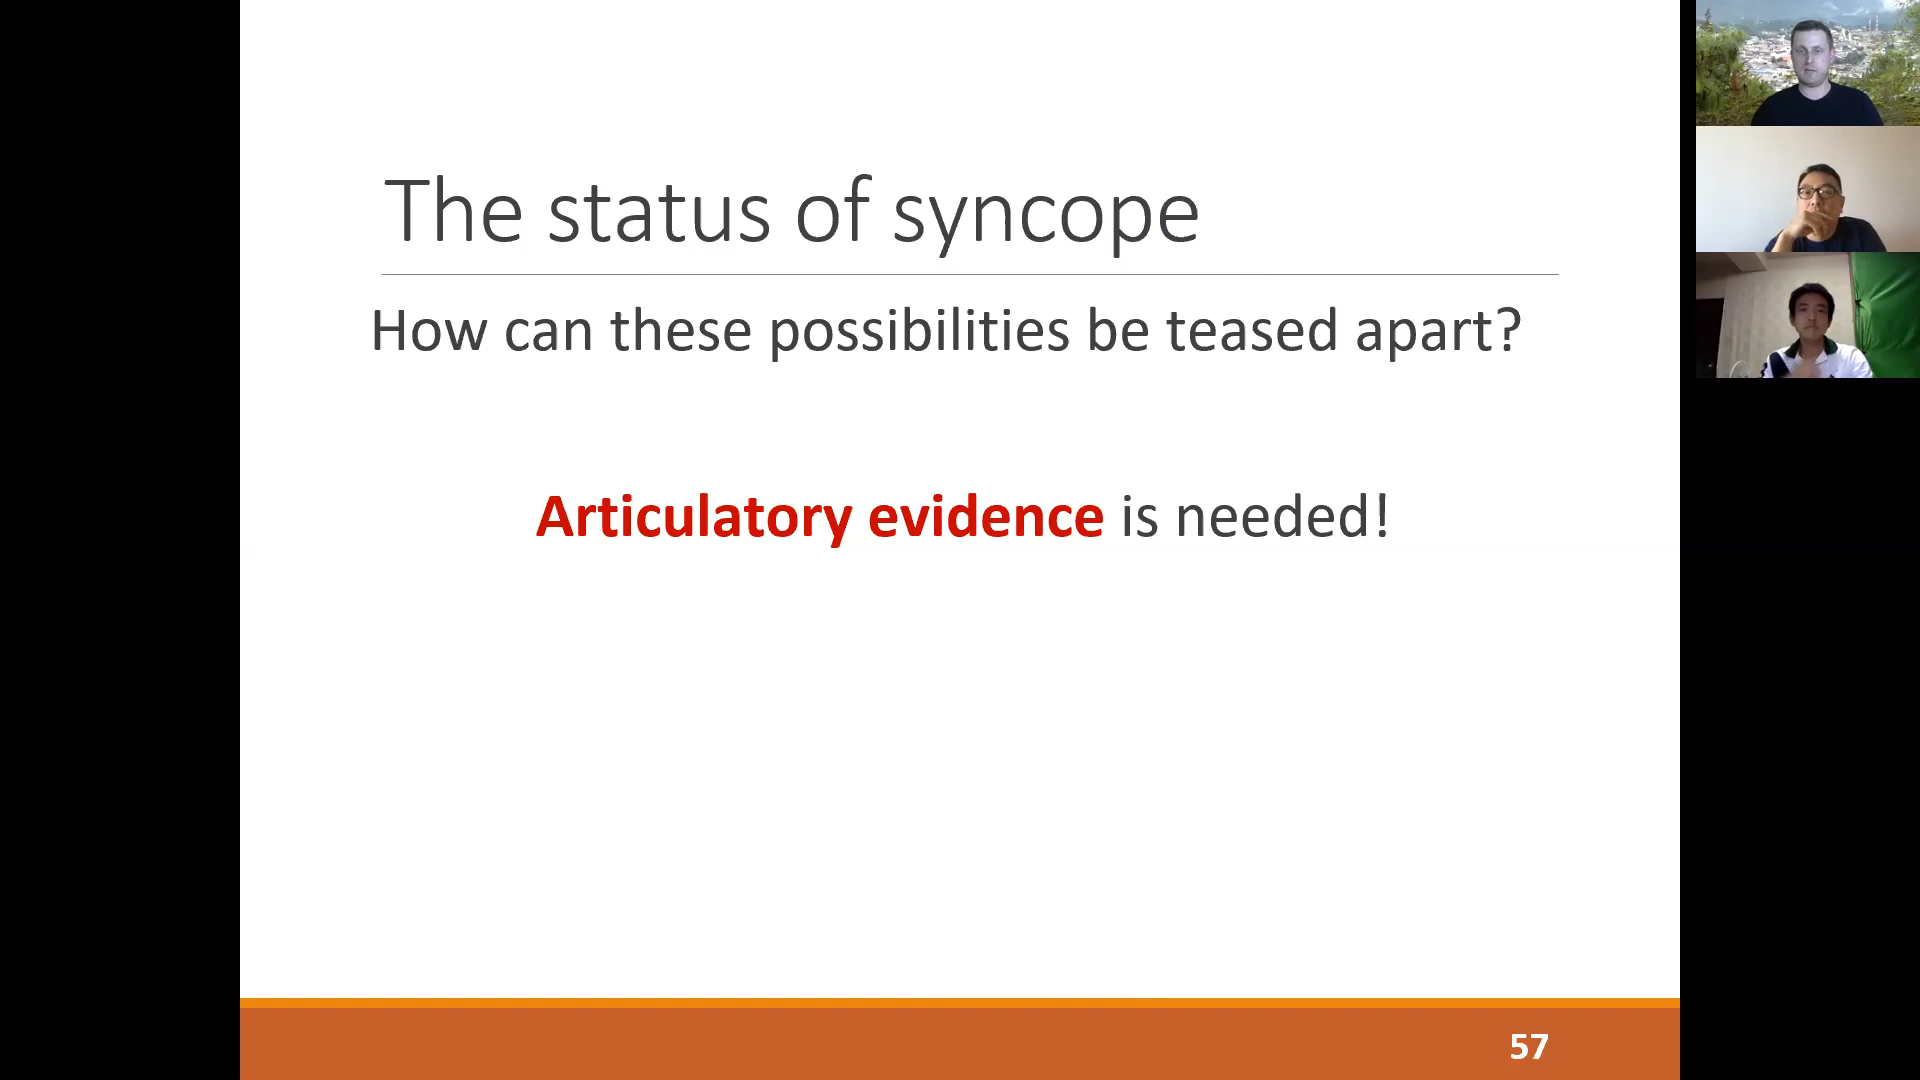 The status of syncope
How can these possibilities be teased apart?
Articulatory evidence is needed!
57